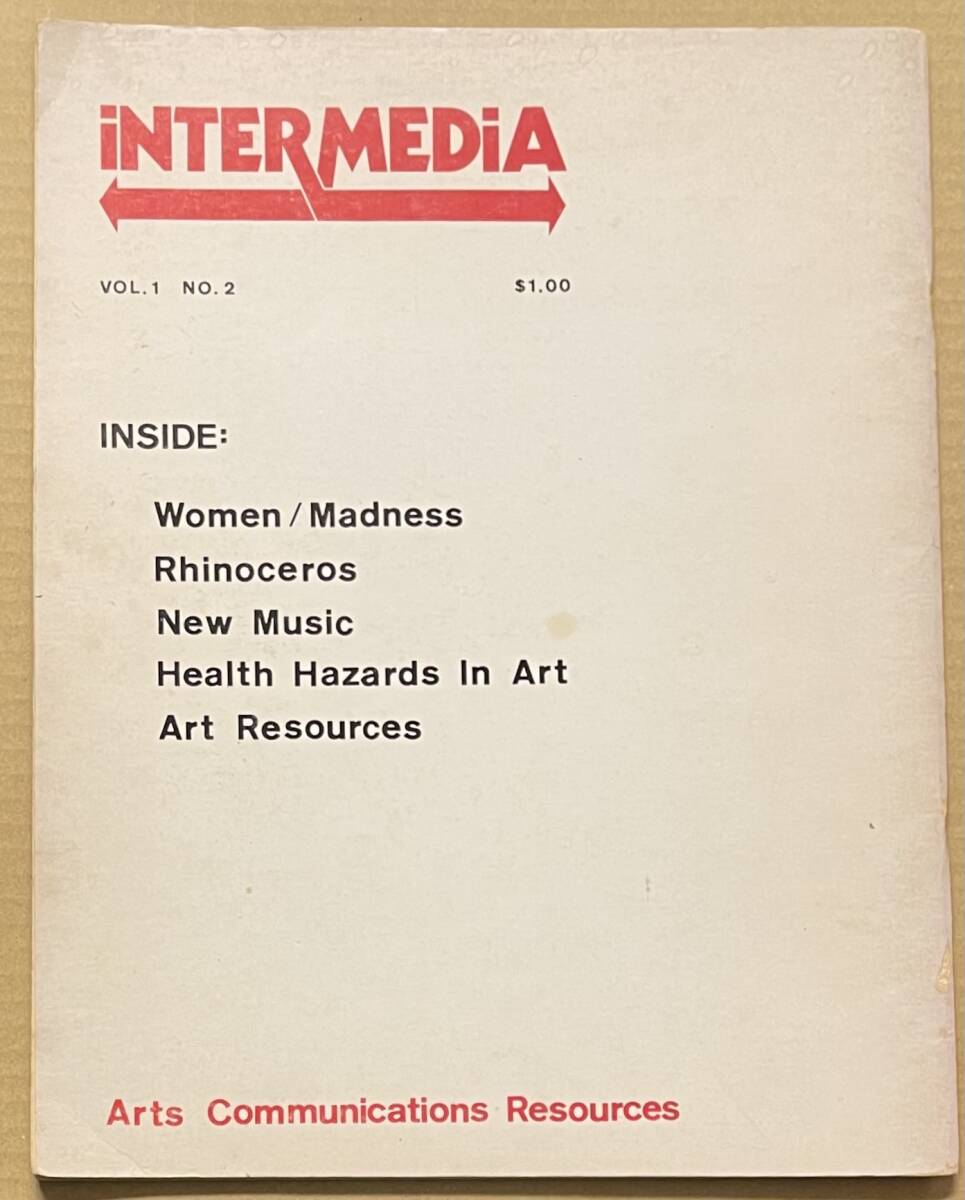 iNTERMEDiA
VOL.1 NO.2 $1.00
INSIDE:
Women/Madness
Rhinoceros
New Music
Health Hazards In Art
Art Resources
Arts Communications Resources